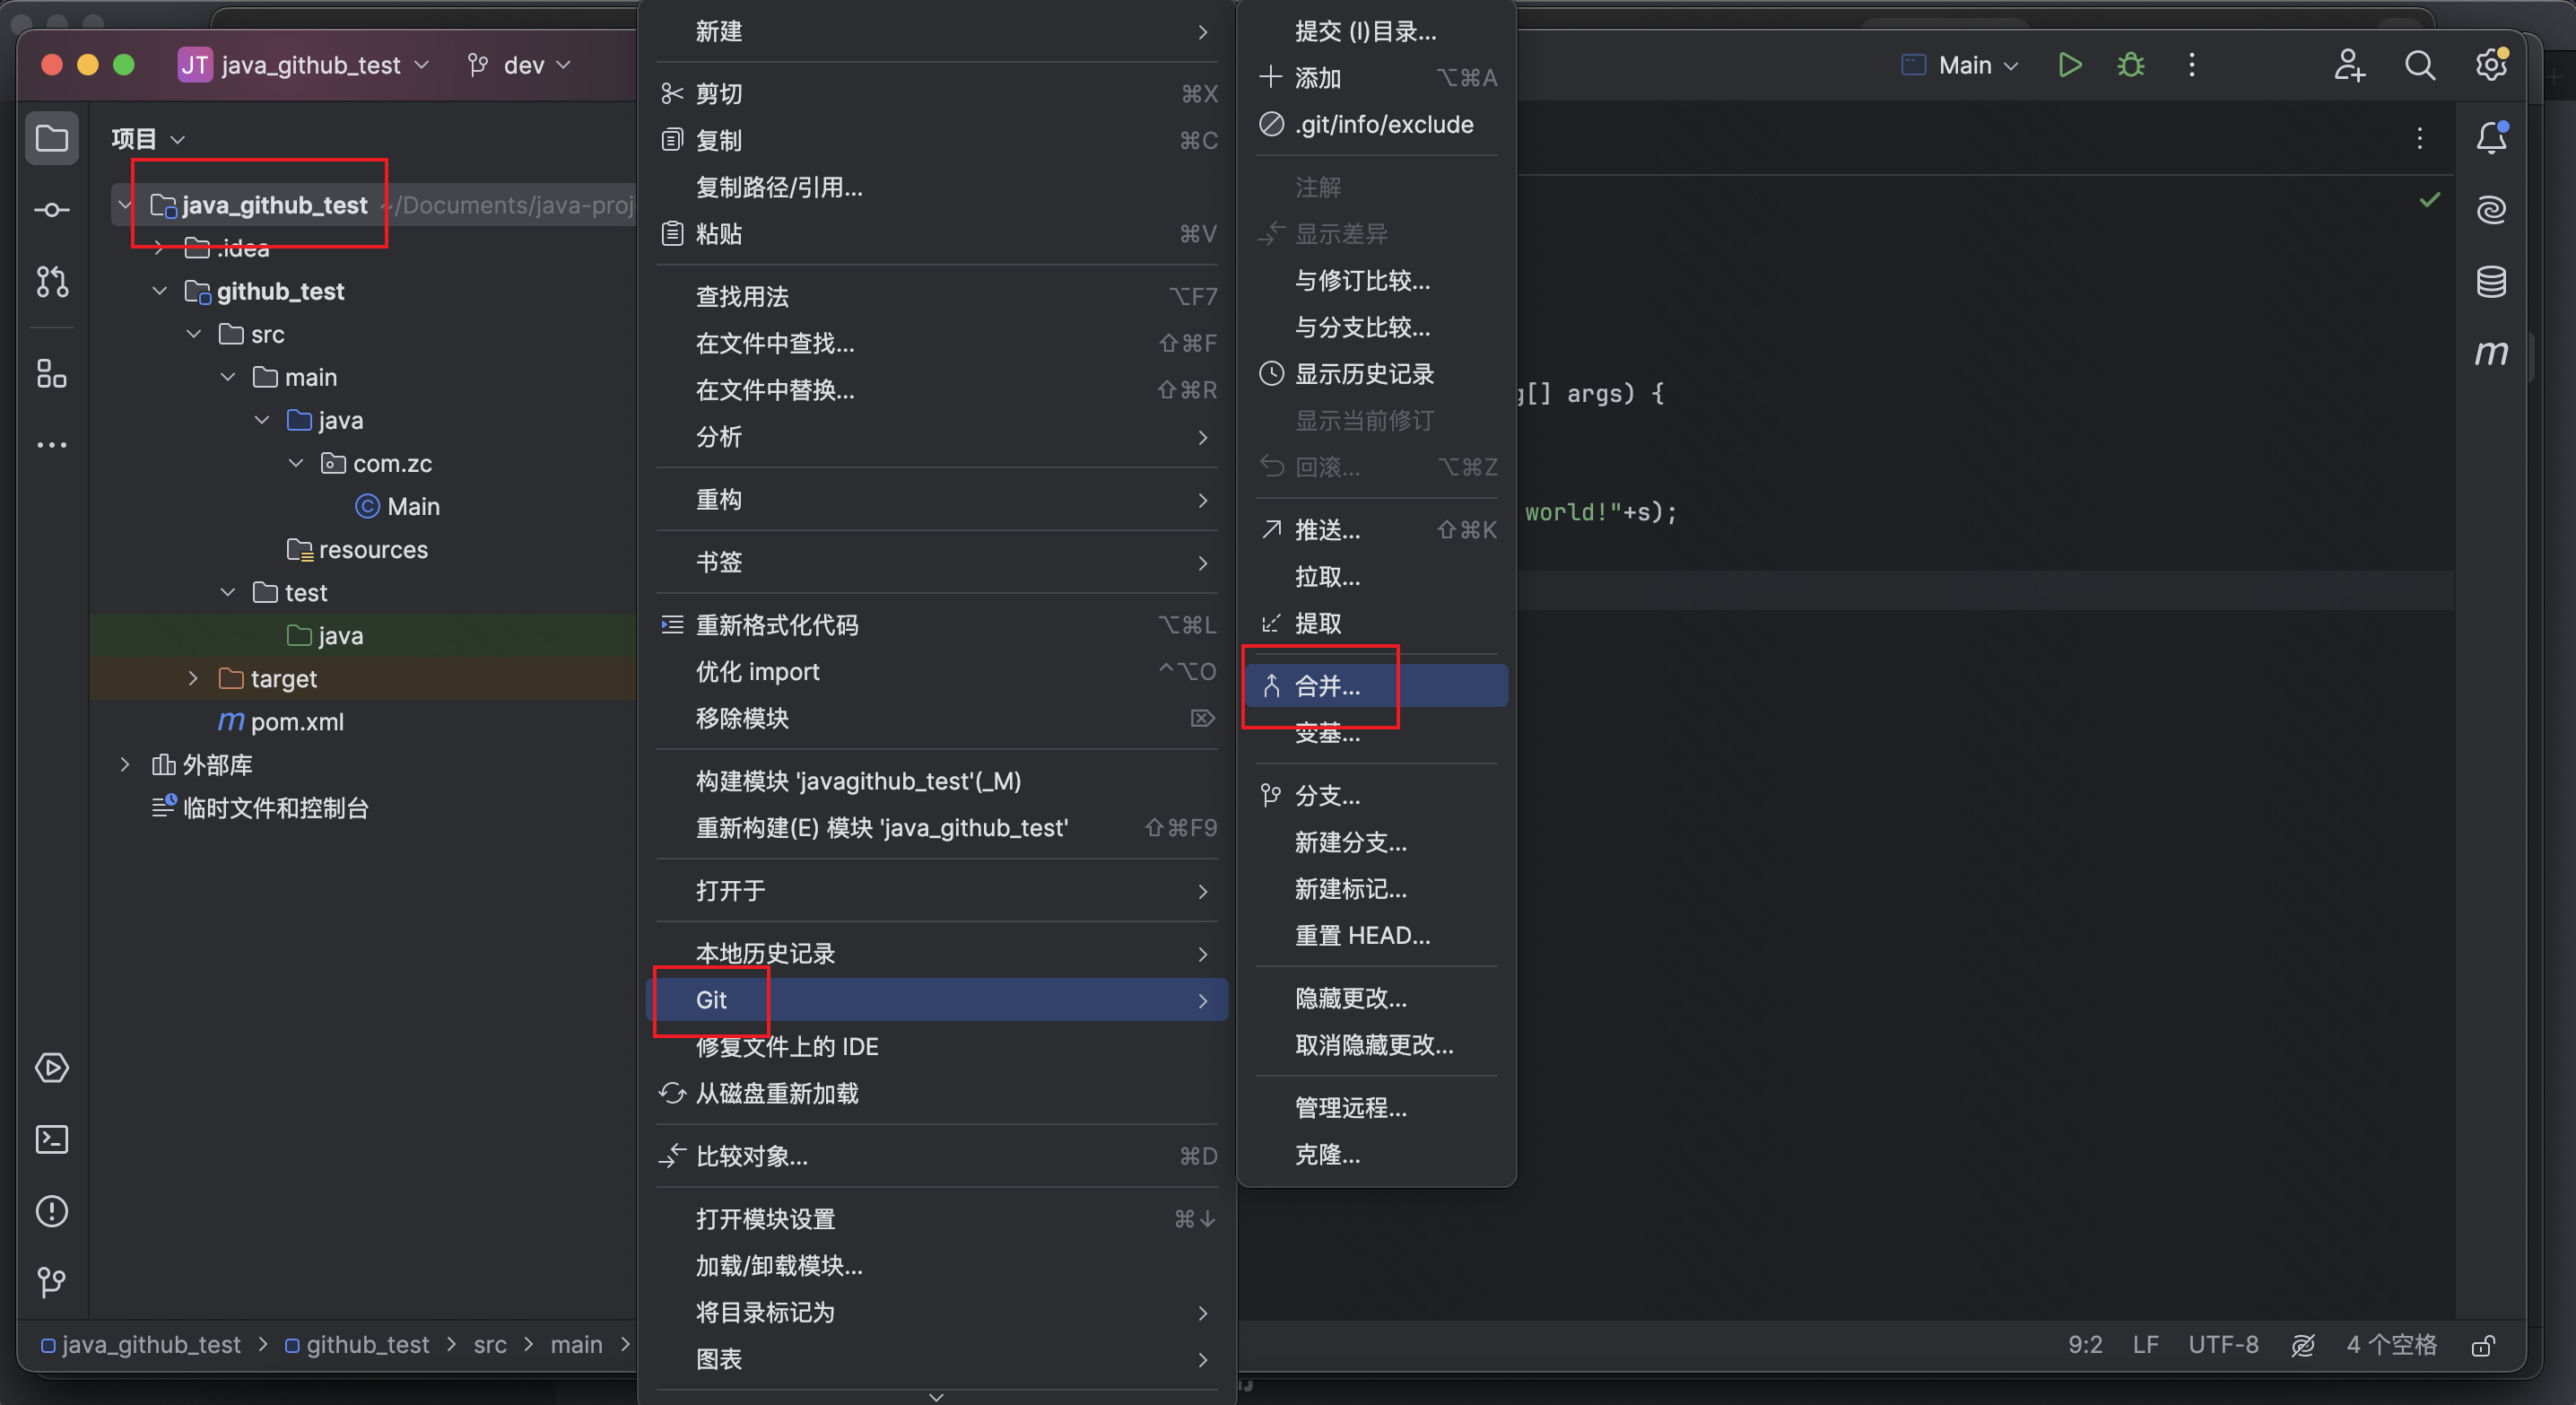 JT java_github_test
dev
Main
项目
java_github_test ~/Documents/java-proj
.idea
github_test
src
main
java
com.zc
Main
resources
test
java
target
pom.xml
外部库
临时文件和控制台
新建
剪切 ⌘X
复制 ⌘C
复制路径/引用...
粘贴 ⌘V
查找用法 ⌥F7
在文件中查找... ⇧⌘F
在文件中替换... ⇧⌘R
分析
重构
书签
重新格式化代码 ⌥⌘L
优化 import ^⌥O
移除模块 ⌦
构建模块 'javagithub_test'(_M)
重新构建(E) 模块 'java_github_test' ⇧⌘F9
打开于
本地历史记录
Git
修复文件上的 IDE
从磁盘重新加载
比较对象... ⌘D
打开模块设置 ⌘↓
加载/卸载模块...
将目录标记为
图表
提交 (I)目录...
添加 ⌥⌘A
.git/info/exclude
注解
显示差异
与修订比较...
与分支比较...
显示历史记录
显示当前修订
回滚... ⌥⌘Z
推送... ⇧⌘K
拉取...
提取
合并...
变基...
分支...
新建分支...
新建标记...
重置 HEAD...
隐藏更改...
取消隐藏更改...
管理远程...
克隆...
g[] args) {
world!"+s);
java_github_test > github_test > src > main >
9:2 LF UTF-8 4 个空格